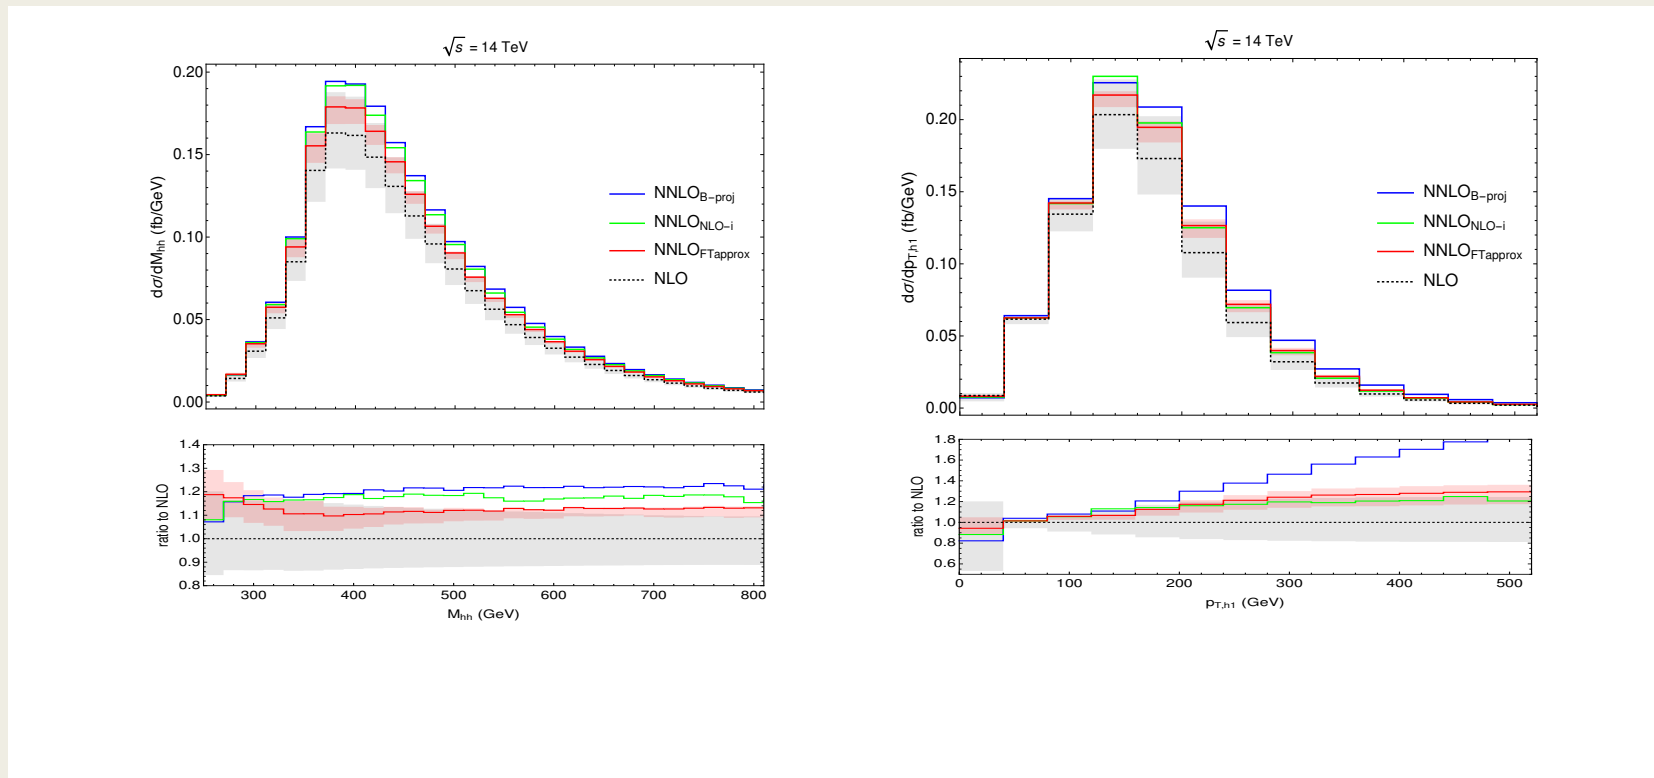 √s = 14 TeV
0.20
0.15
0.10
0.05
0.00
dσ/dM_hh (fb/GeV)
NNLO_B-proj
NNLO_NLO-i
NNLO_FTapprox
NLO
1.4
1.3
1.2
1.1
1.0
0.9
0.8
ratio to NLO
300 400 500 600 700 800
M_hh (GeV)
√s = 14 TeV
0.20
0.15
0.10
0.05
0.00
dσ/dp_T,h1 (fb/GeV)
NNLO_B-proj
NNLO_NLO-i
NNLO_FTapprox
NLO
1.8
1.6
1.4
1.2
1.0
0.8
0.6
ratio to NLO
0 100 200 300 400 500
p_T,h1 (GeV)